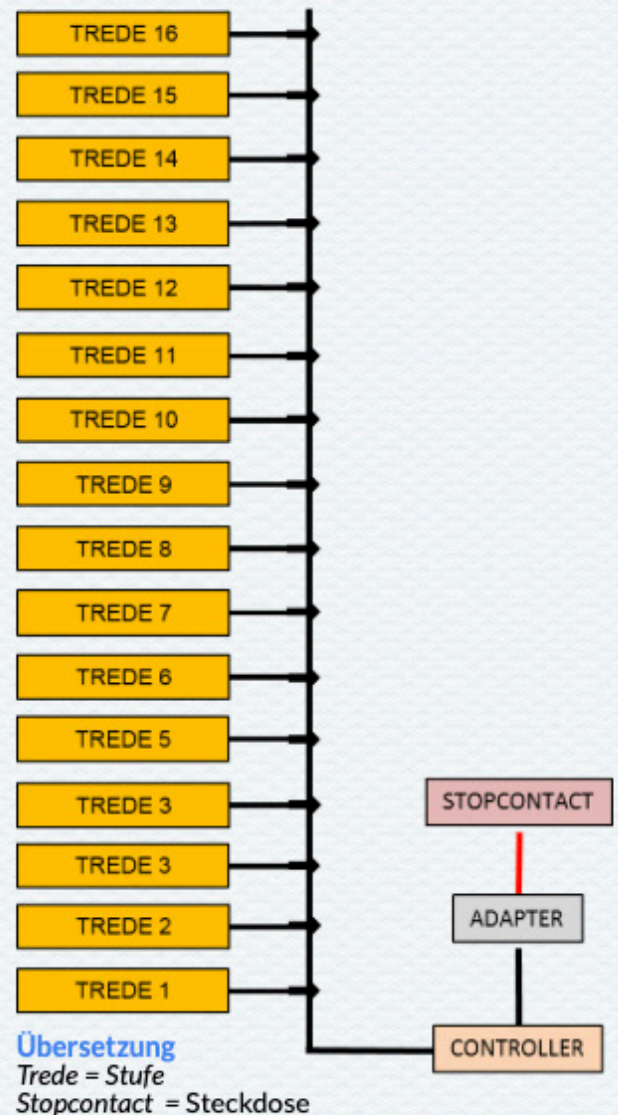 TREDE 16
TREDE 15
TREDE 14
TREDE 13
TREDE 12
TREDE 11
TREDE 10
TREDE 9
TREDE 8
TREDE 7
TREDE 6
TREDE 5
TREDE 3
TREDE 3
TREDE 2
TREDE 1
STOPCONTACT
ADAPTER
CONTROLLER
Übersetzung
Trede = Stufe
Stopcontact = Steckdose